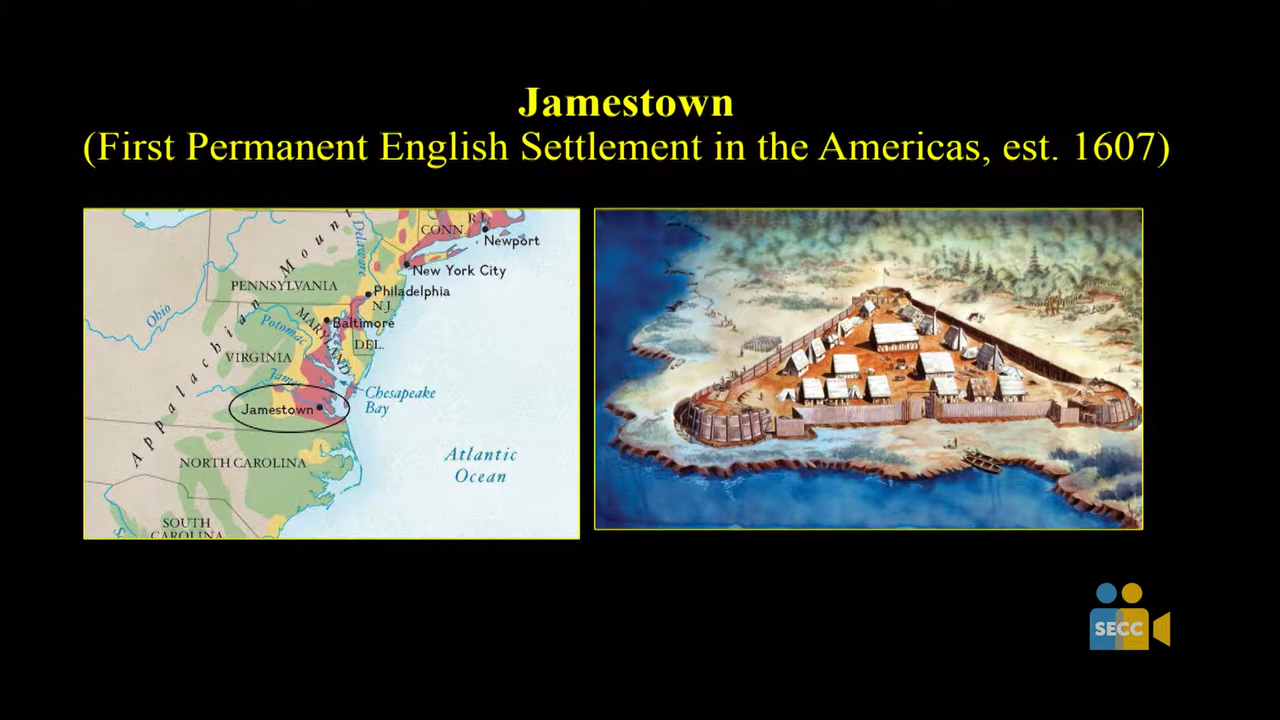 Jamestown
(First Permanent English Settlement in the Americas, est. 1607)
R.I.
CONN.
Newport
Delaware
New York City
Appalachian Mount
PENNSYLVANIA
Philadelphia
N.J.
Ohio
Potomac
MARYLAND
Baltimore
DEL.
VIRGINIA
James
Chesapeake
Bay
Jamestown
Atlantic
Ocean
NORTH CAROLINA
SOUTH
CAROLINA
SECC